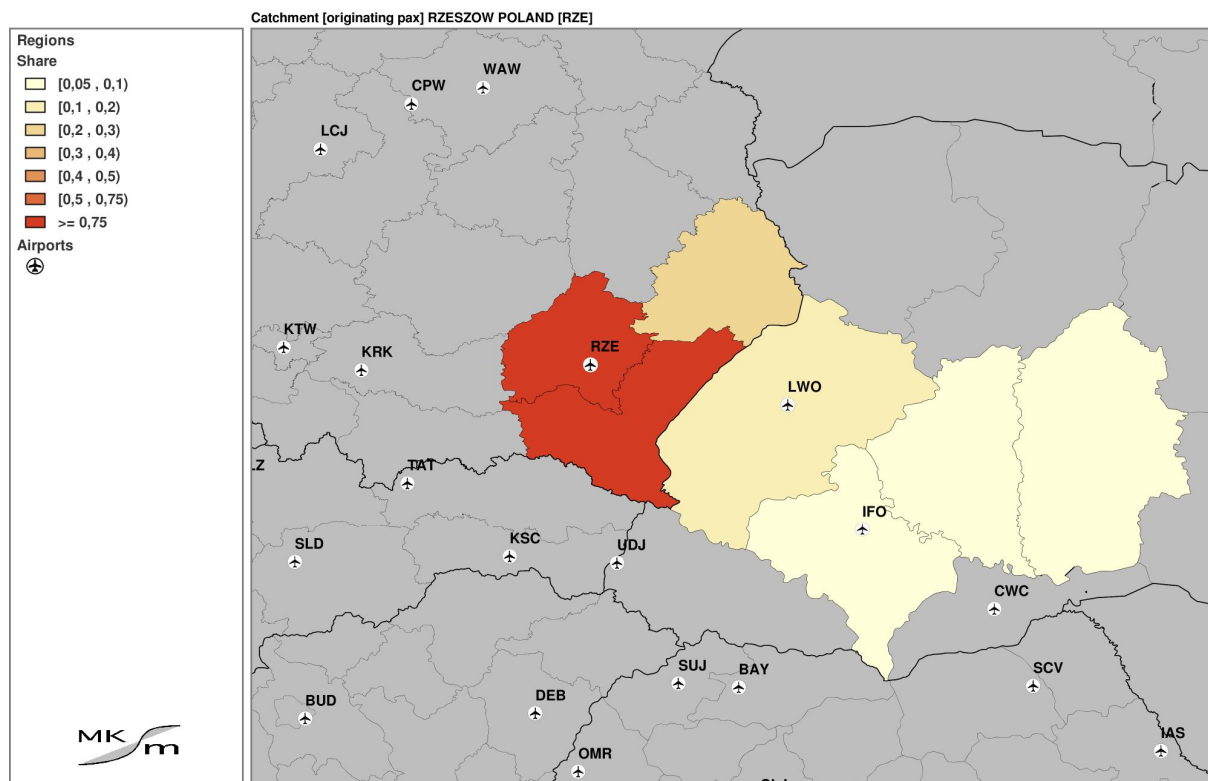 Catchment [originating pax] RZESZOW POLAND [RZE]
Regions
Share
[0,05 , 0,1)
[0,1 , 0,2)
[0,2 , 0,3)
[0,3 , 0,4)
[0,4 , 0,5)
[0,5 , 0,75)
>= 0,75
Airports
WAW
CPW
LCJ
KTW
RZE
KRK
LWO
LZ
TAT
IFO
SLD
KSC
UDJ
CWC
SUJ
BAY
SCV
BUD
DEB
IAS
OMR
MK
m